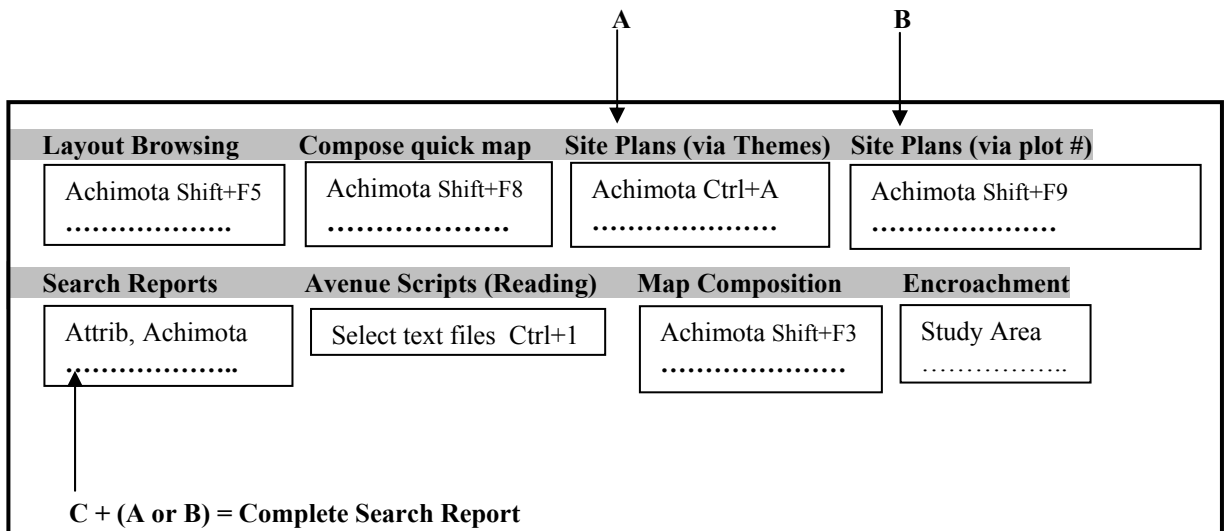 A B
Layout Browsing Compose quick map Site Plans (via Themes) Site Plans (via plot #)
Achimota Shift+F5 Achimota Shift+F8 Achimota Ctrl+A Achimota Shift+F9
………………. ………………. ………………. ……………….
Search Reports Avenue Scripts (Reading) Map Composition Encroachment
Attrib, Achimota Select text files Ctrl+1 Achimota Shift+F3 Study Area
……………….. ………………… ……………..
C + (A or B) = Complete Search Report